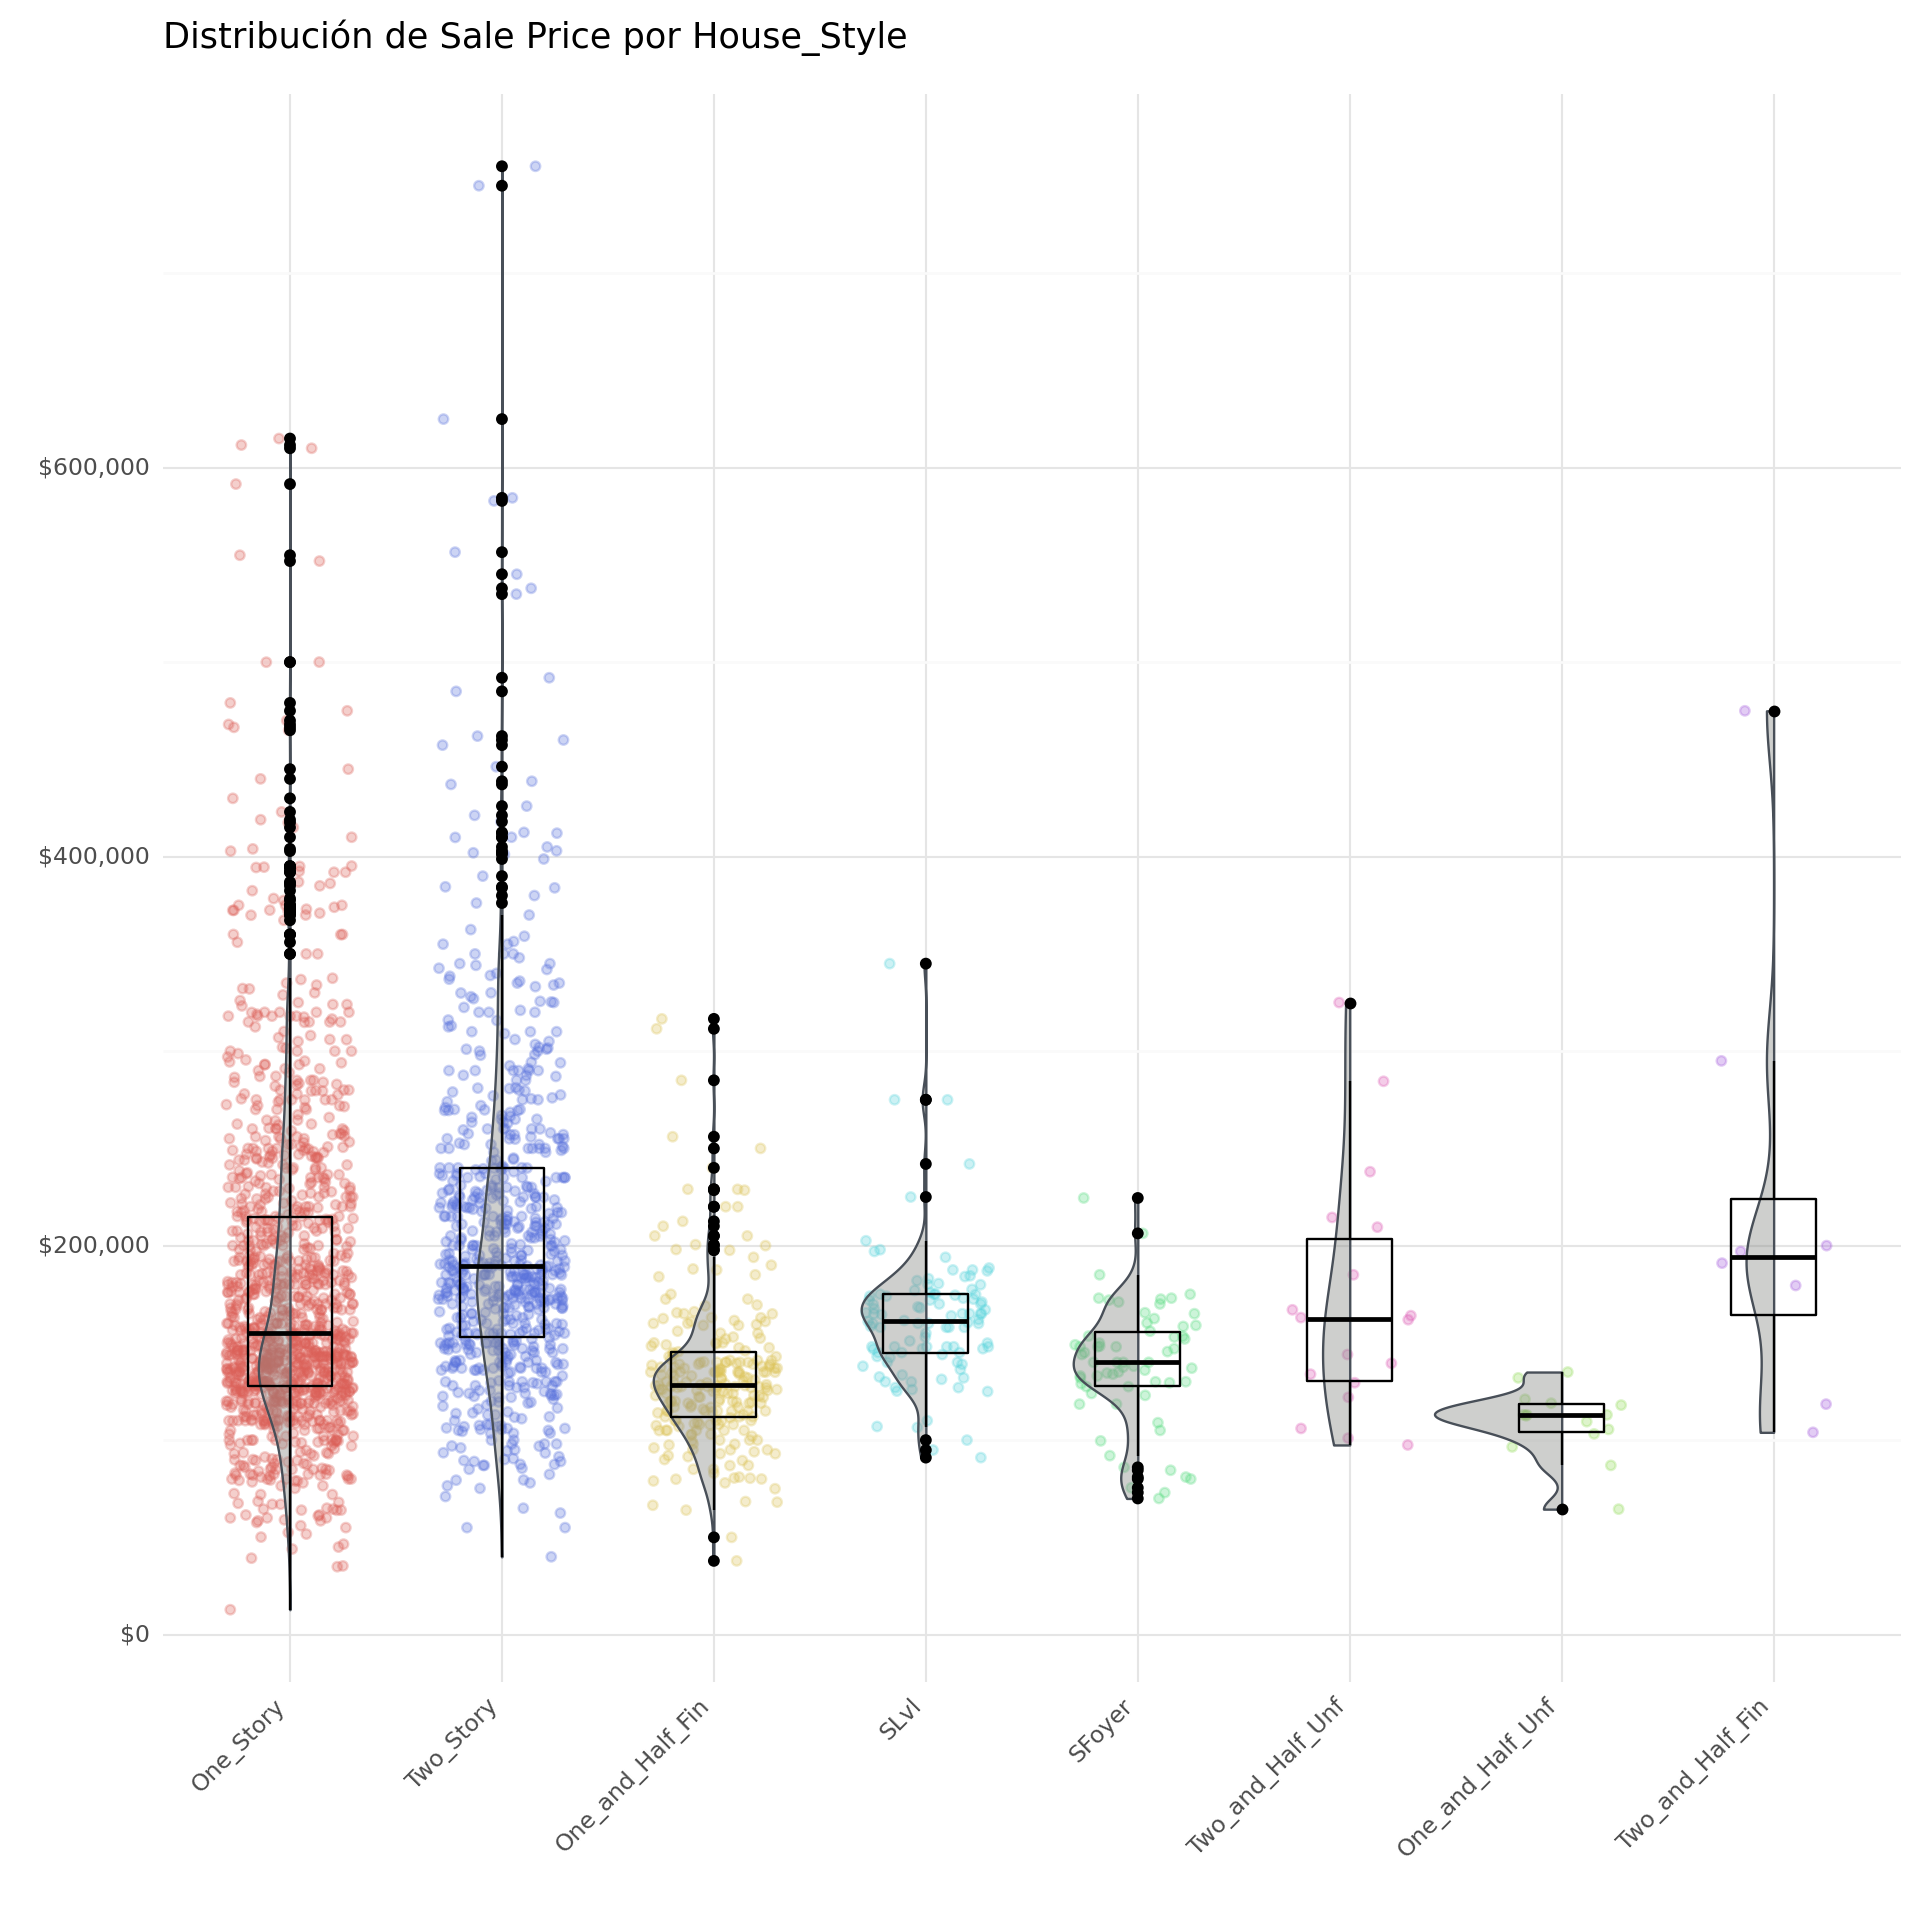 Distribución de Sale Price por House_Style
$600,000
$400,000
$200,000
$0
One_Story
Two_Story
One_and_Half_Fin
SLvl
SFoyer
Two_and_Half_Unf
One_and_Half_Unf
Two_and_Half_Fin